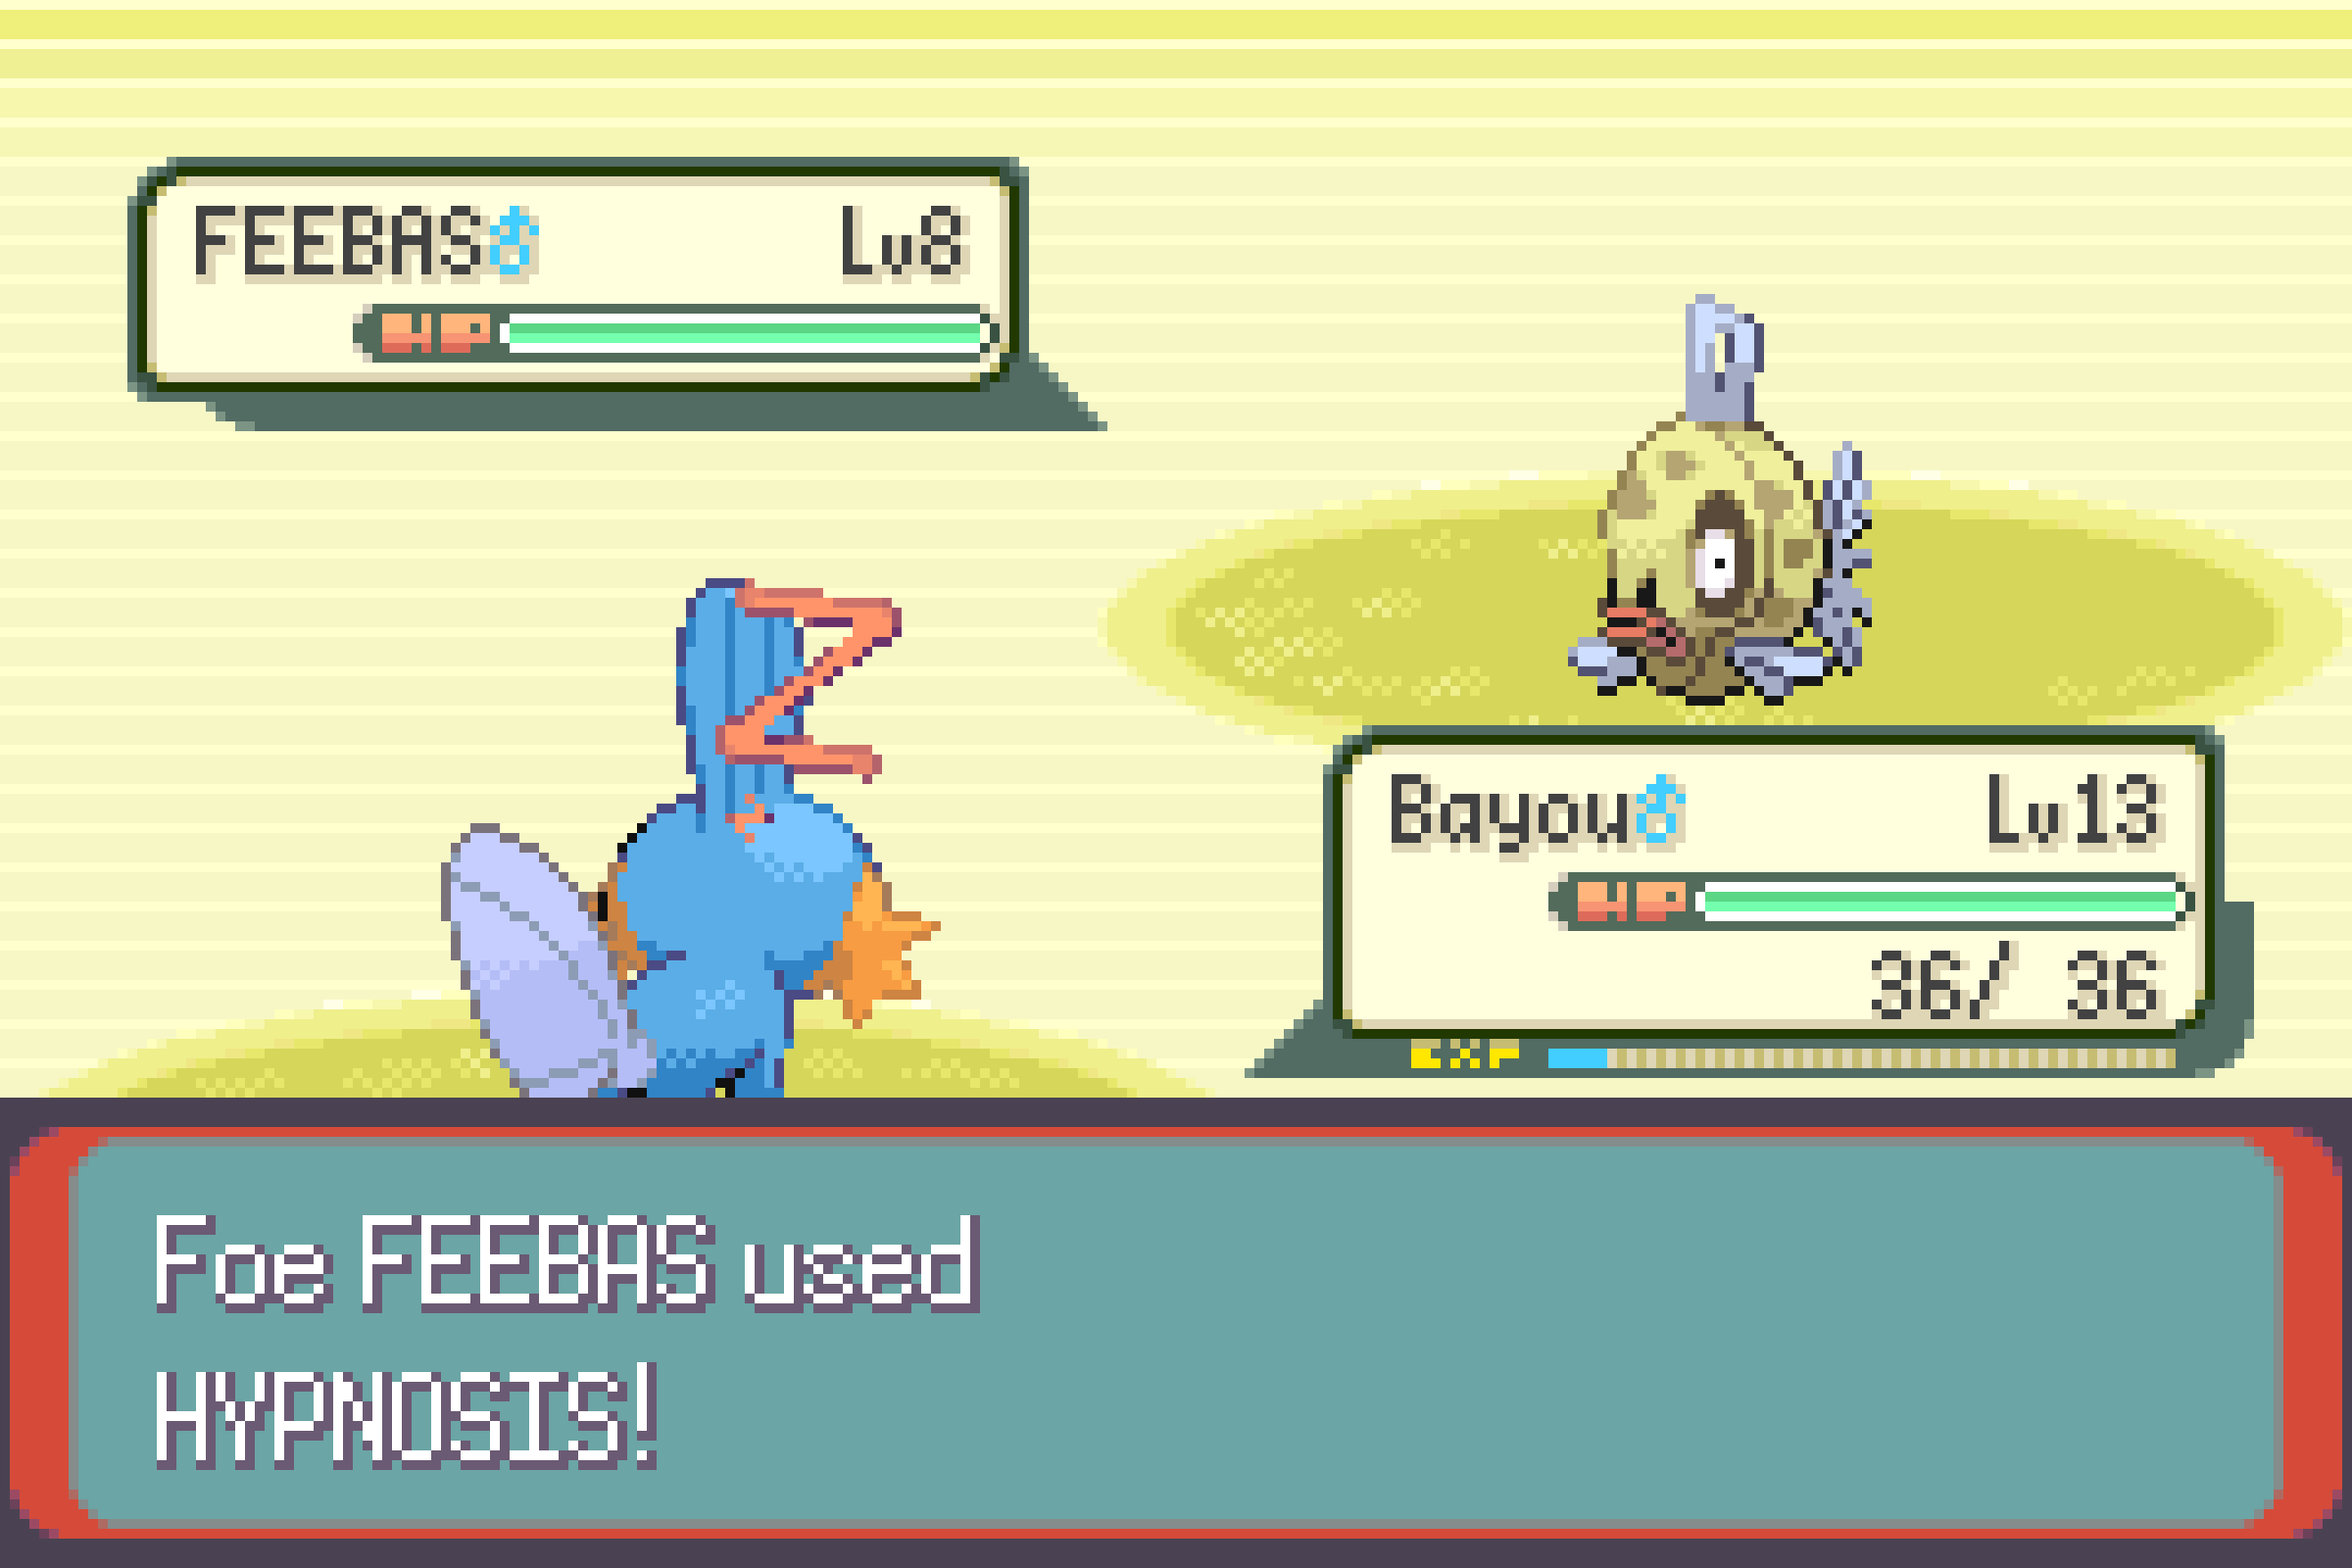 FEEBAS♂ Lv8
HP
Bayou♂ Lv13
HP
36/ 36
EXP
Foe FEEBAS used
HYPNOSIS!